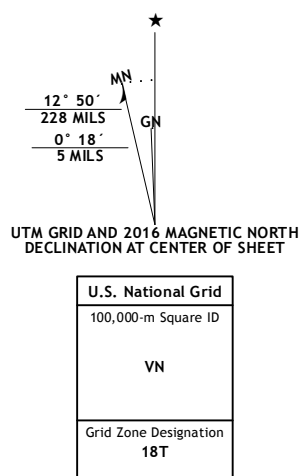 MN
GN
12° 50´
228 MILS
0° 18´
5 MILS
UTM GRID AND 2016 MAGNETIC NORTH
DECLINATION AT CENTER OF SHEET
U.S. National Grid
100,000-m Square ID
VN
Grid Zone Designation
18T